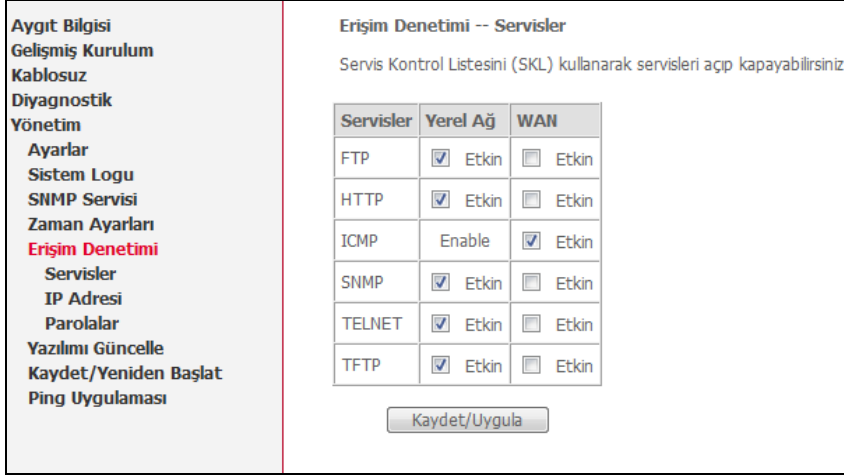 Aygıt Bilgisi
Gelişmiş Kurulum
Kablosuz
Diyagnostik
Yönetim
Ayarlar
Sistem Logu
SNMP Servisi
Zaman Ayarları
Erişim Denetimi
Servisler
IP Adresi
Parolalar
Yazılımı Güncelle
Kaydet/Yeniden Başlat
Ping Uygulaması
Erişim Denetimi -- Servisler
Servis Kontrol Listesini (SKL) kullanarak servisleri açıp kapayabilirsiniz
Servisler Yerel Ağ WAN
FTP Etkin Etkin
HTTP Etkin Etkin
ICMP Enable Etkin
SNMP Etkin Etkin
TELNET Etkin Etkin
TFTP Etkin Etkin
Kaydet/Uygula